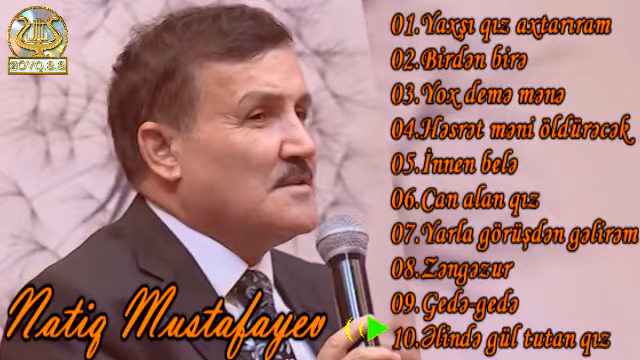 ZOVQ.8.8
01.Yaxşı qız axtarıram
02.Birdən birə
03.Yox demə mənə
04.Həsrət məni öldürəcək
05.İnnen belə
06.Can alan qız
07.Yarla görüşdən gəlirəm
08.Zəngəzur
09.Gedə-gedə
10.Əlində gül tutan qız
Natiq Mustafayev